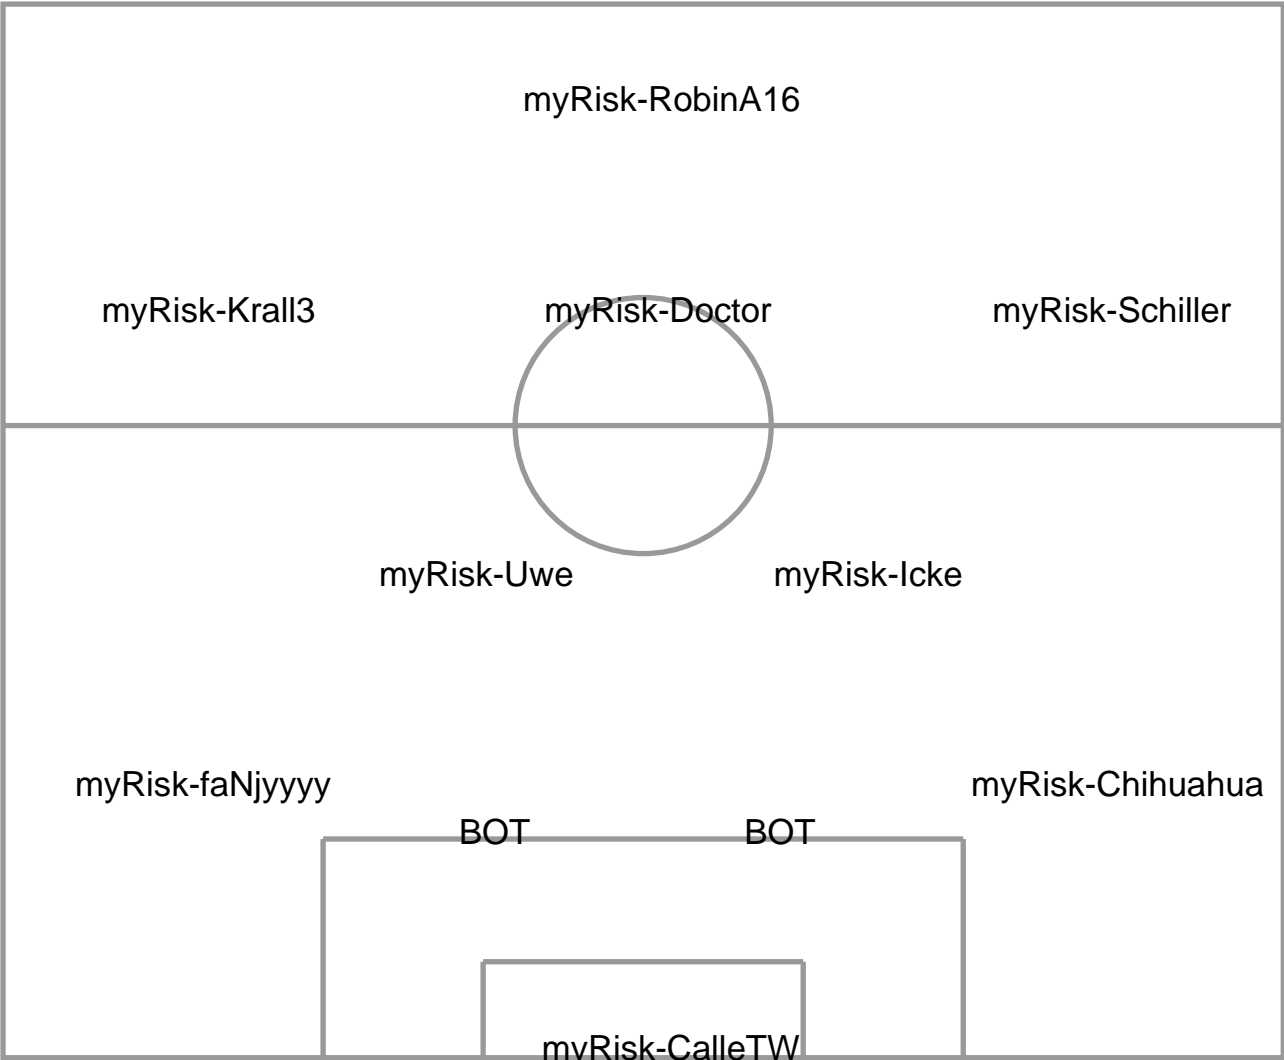 myRisk-RobinA16
myRisk-Krall3 myRisk-Doctor myRisk-Schiller
myRisk-Uwe myRisk-Icke
myRisk-faNjyyyy myRisk-Chihuahua
BOT BOT
myRisk-CalleTW